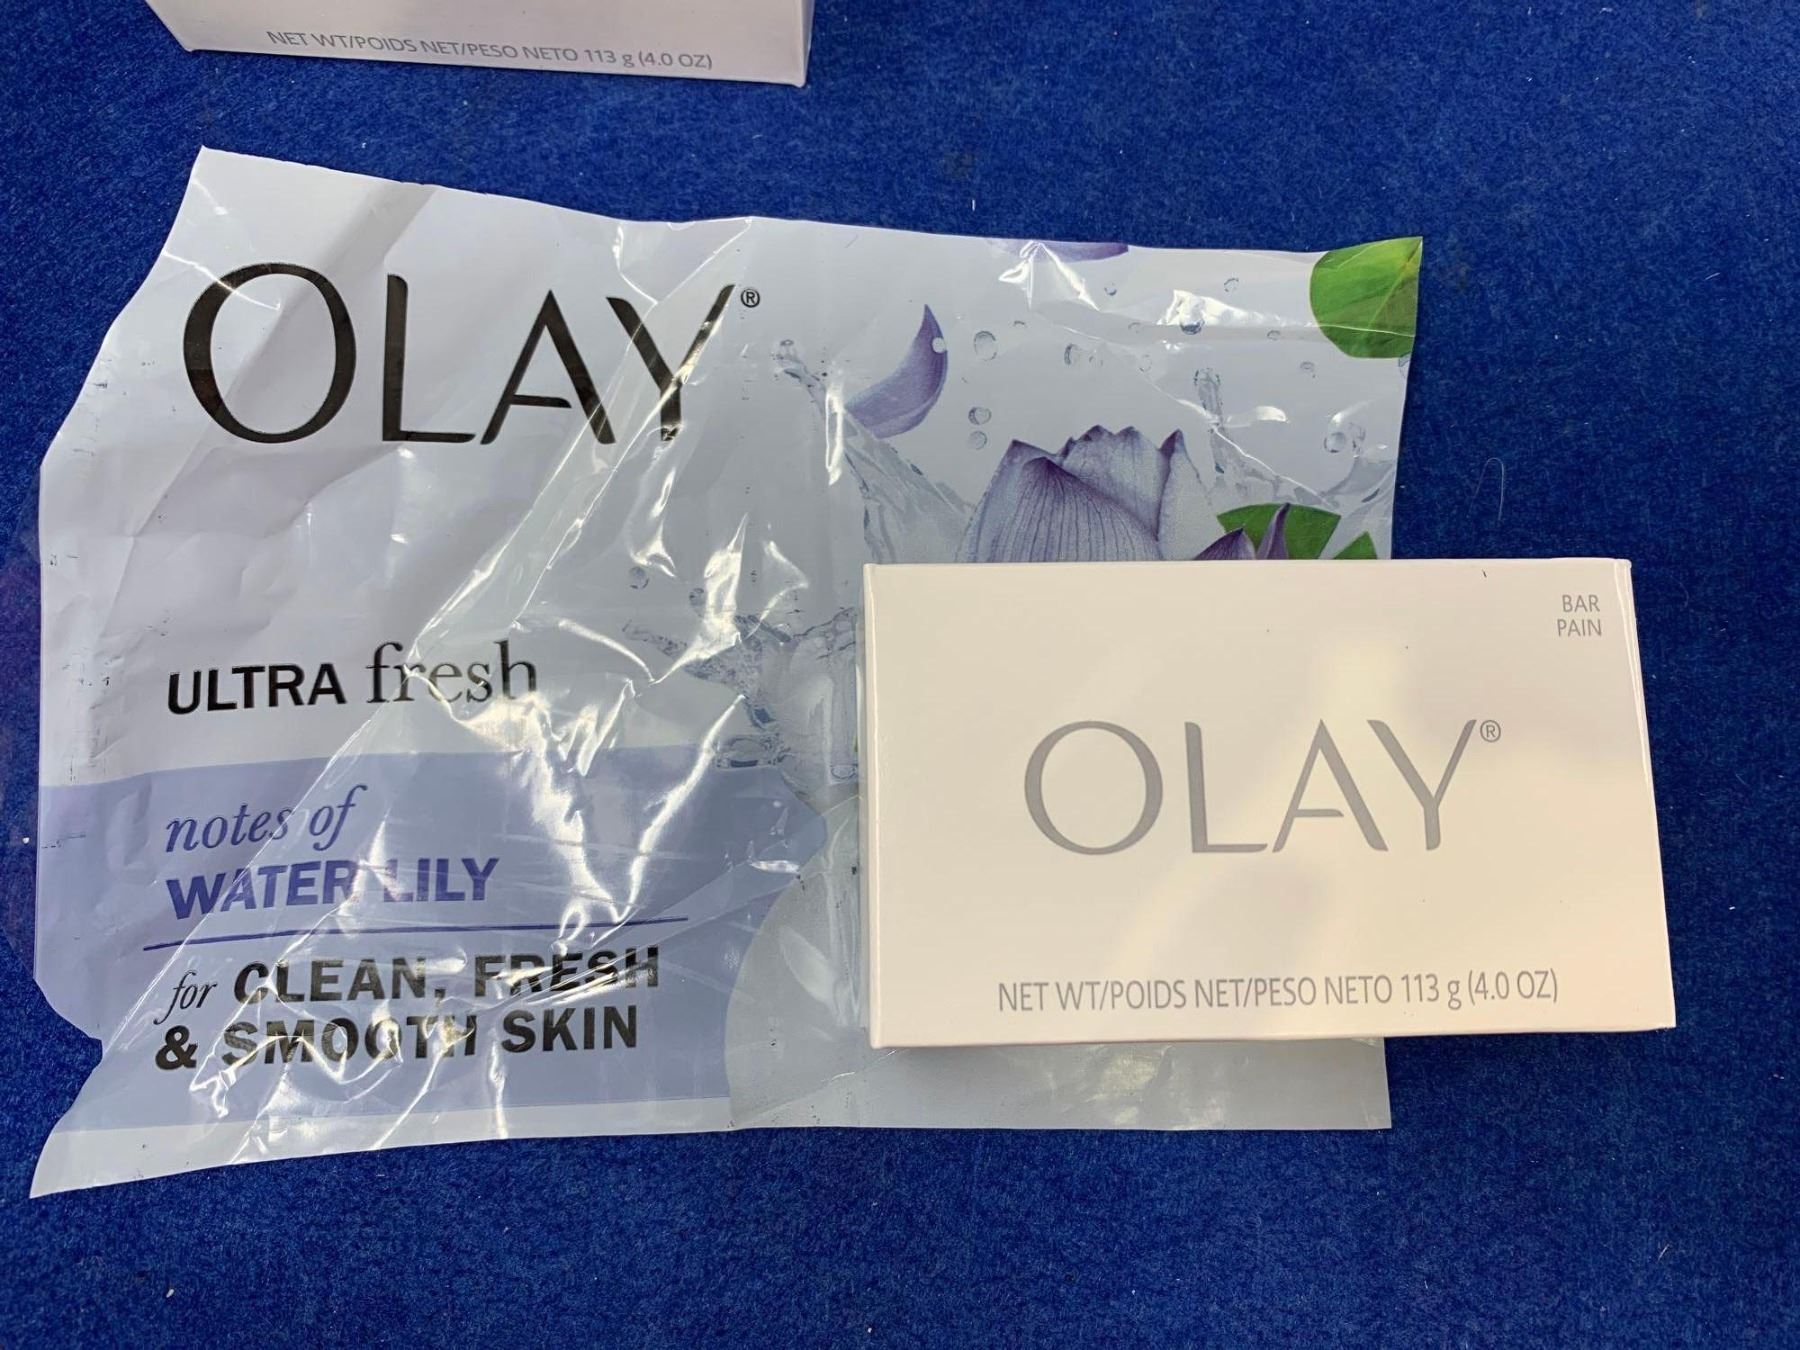 NET WT/POIDS NET/PESO NETO 113 g (4.0 OZ)
OLAY®
ULTRA fresh
notes of
WATER LILY
for CLEAN, FRESH
& SMOOTH SKIN
BAR
PAIN
OLAY®
NET WT/POIDS NET/PESO NETO 113 g (4.0 OZ)